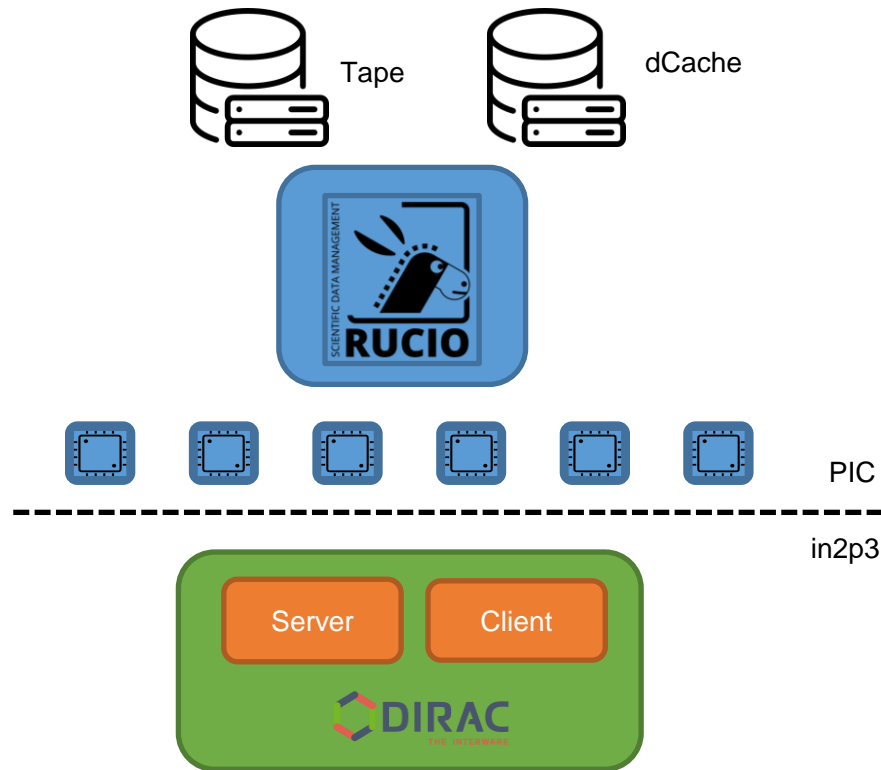 Tape
dCache
SCIENTIFIC DATA MANAGEMENT
RUCIO
PIC
in2p3
Server
Client
DIRAC
THE INTERWARE